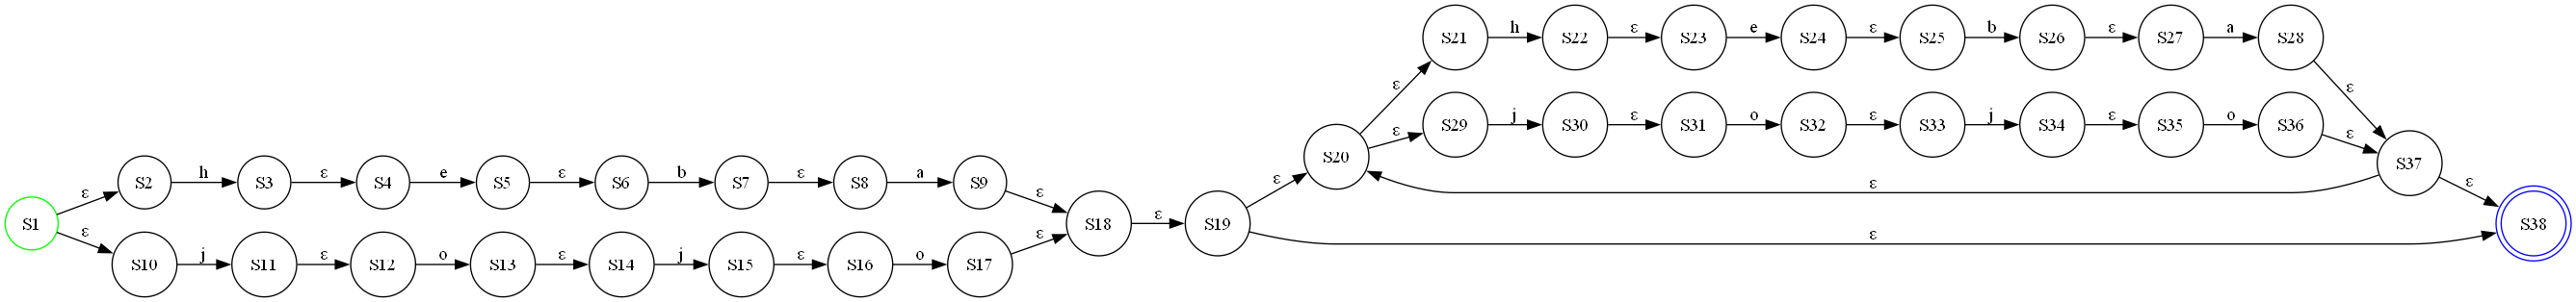 S21 h S22 ε S23 e S24 ε S25 b S26 ε S27 a S28
ε ε
S29 j S30 ε S31 o S32 ε S33 j S34 ε S35 o S36
ε ε
S20 S37
S2 h S3 ε S4 e S5 ε S6 b S7 ε S8 a S9
ε ε ε ε ε
S1 S18 ε S19 S38
ε ε ε
S10 j S11 ε S12 o S13 ε S14 j S15 ε S16 o S17